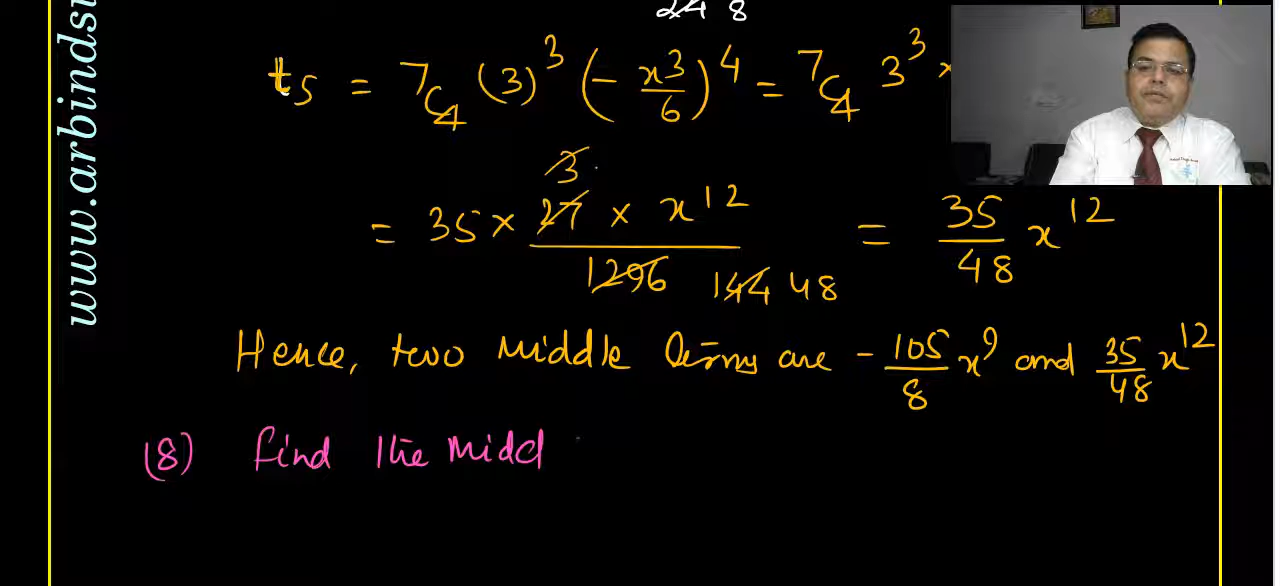 24 8
t5 = 7C4 (3)^3 (- x^3/6)^4 = 7C4 3^3 ×
3
= 35 × 27 × x^12 / 1296 144 48 = 35/48 x^12
Hence, two middle terms are - 105/8 x^9 and 35/48 x^12
(8) find the midd
www.arbinds